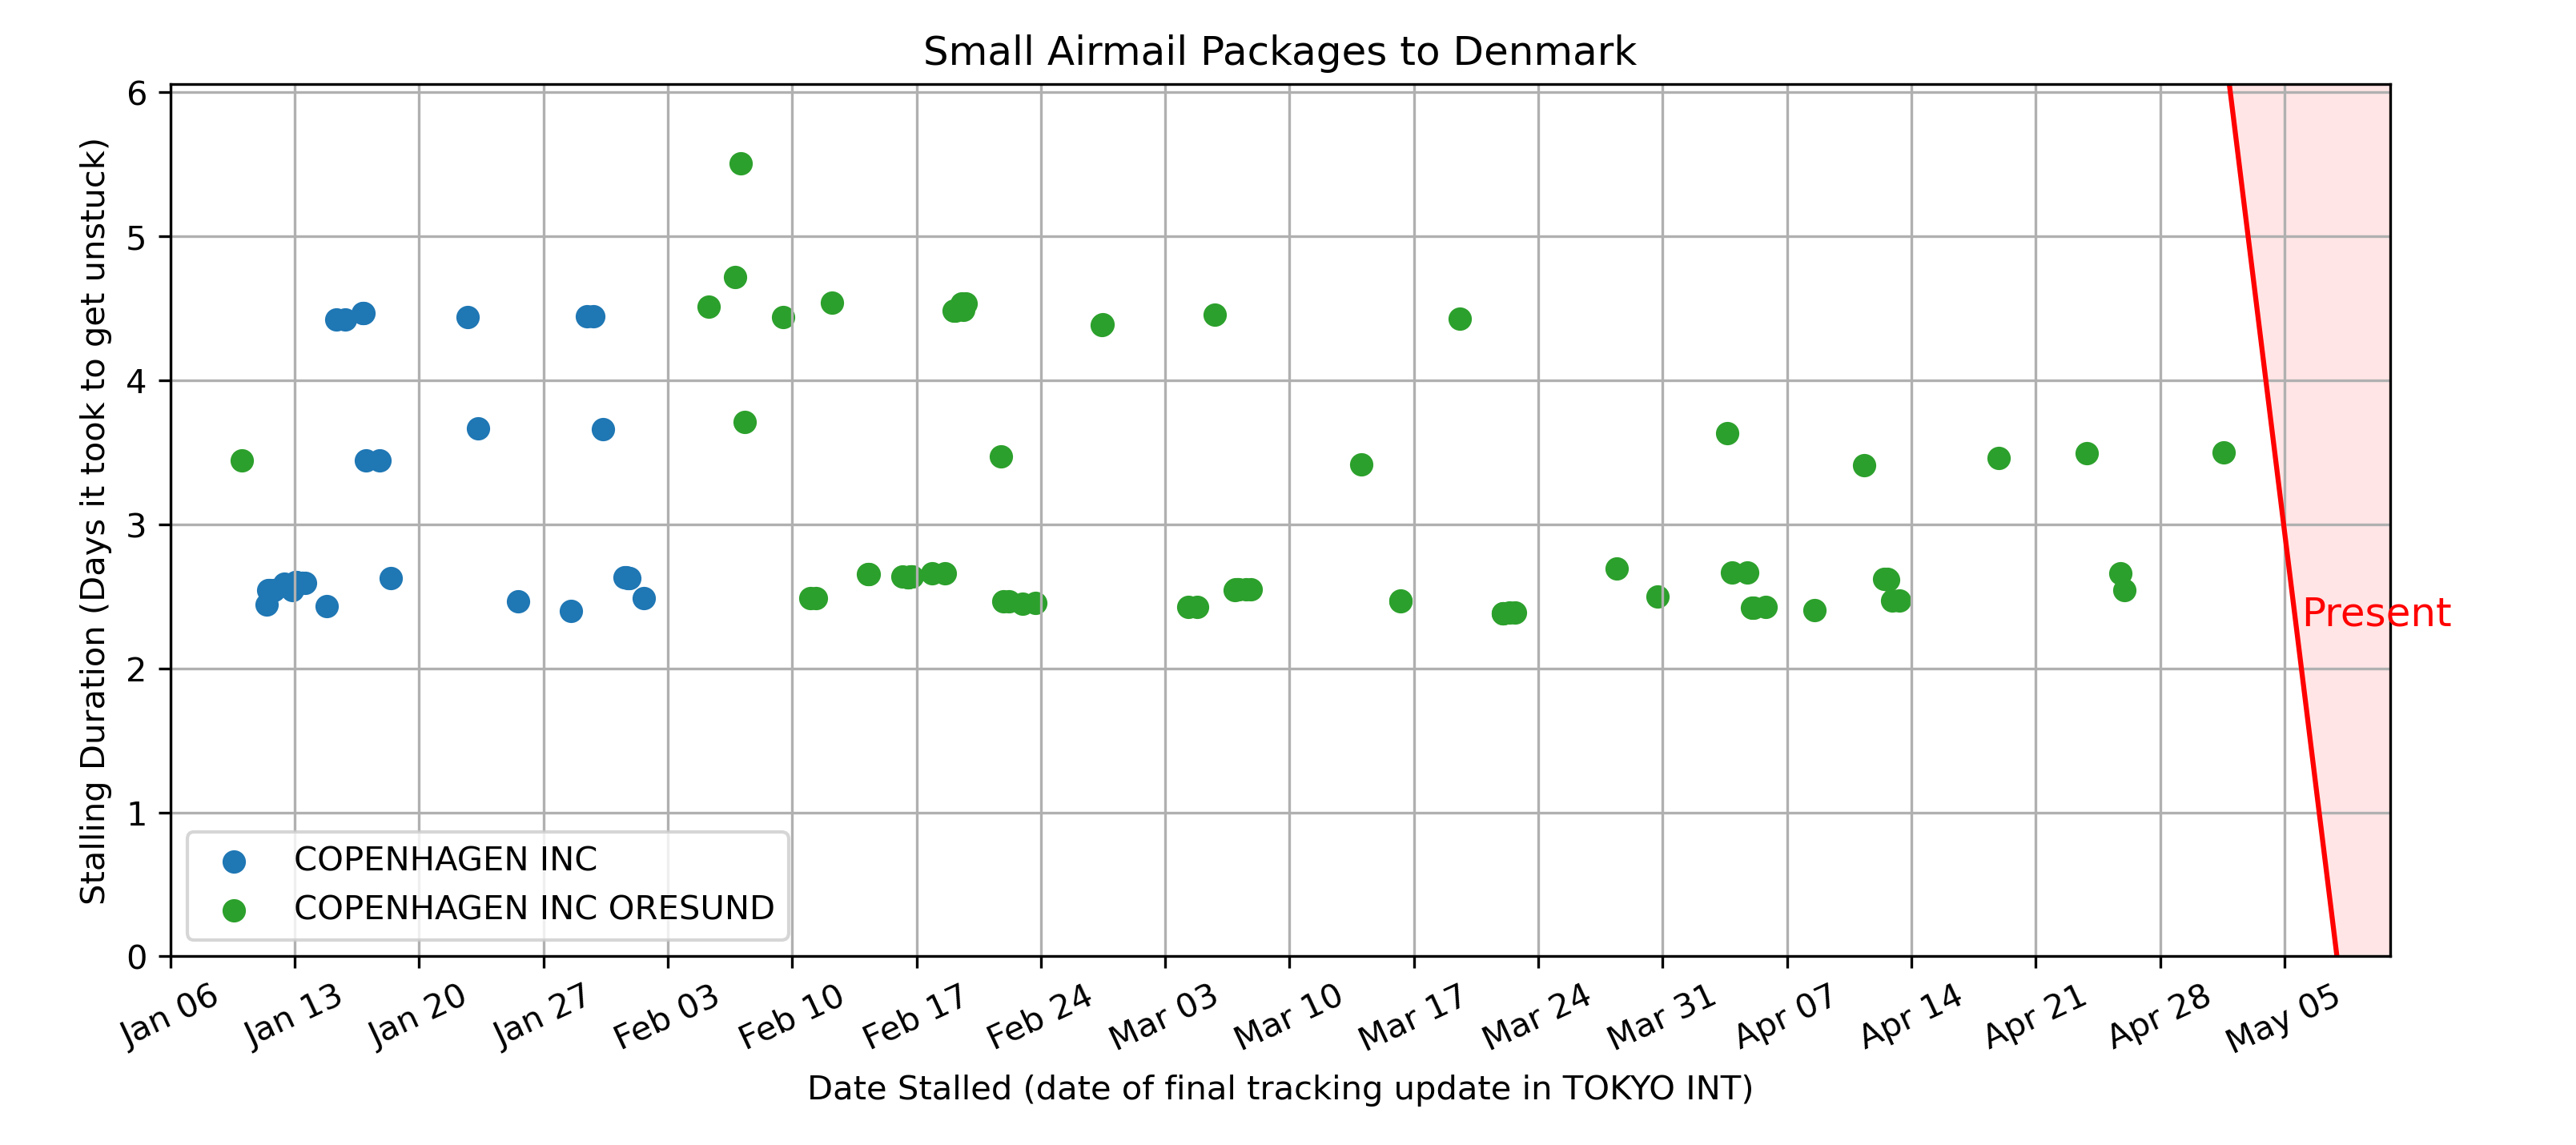 Small Airmail Packages to Denmark
Stalling Duration (Days it took to get unstuck)
6
5
4
3
2
1
0
Present
COPENHAGEN INC
COPENHAGEN INC ORESUND
Jan 06
Jan 13
Jan 20
Jan 27
Feb 03
Feb 10
Feb 17
Feb 24
Mar 03
Mar 10
Mar 17
Mar 24
Mar 31
Apr 07
Apr 14
Apr 21
Apr 28
May 05
Date Stalled (date of final tracking update in TOKYO INT)